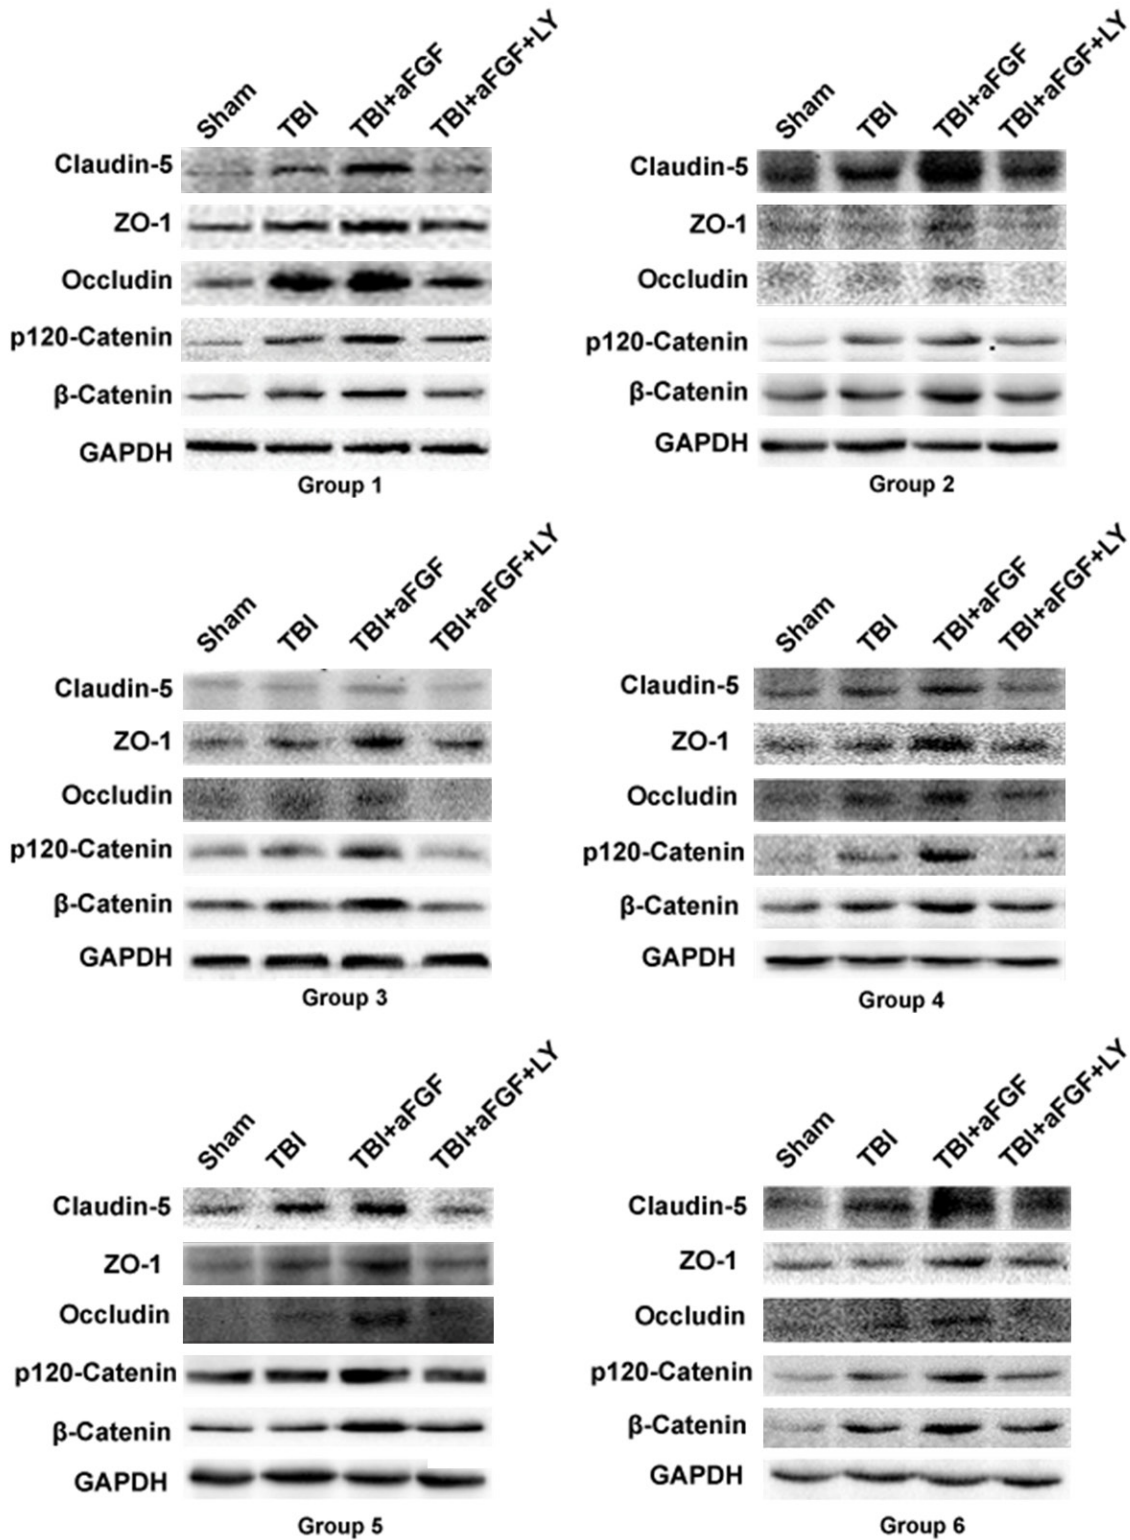 Sham TBI TBI+aFGF TBI+aFGF+LY
Claudin-5
ZO-1
Occludin
p120-Catenin
β-Catenin
GAPDH
Group 1
Sham TBI TBI+aFGF TBI+aFGF+LY
Claudin-5
ZO-1
Occludin
p120-Catenin
β-Catenin
GAPDH
Group 2
Sham TBI TBI+aFGF TBI+aFGF+LY
Claudin-5
ZO-1
Occludin
p120-Catenin
β-Catenin
GAPDH
Group 3
Sham TBI TBI+aFGF TBI+aFGF+LY
Claudin-5
ZO-1
Occludin
p120-Catenin
β-Catenin
GAPDH
Group 4
Sham TBI TBI+aFGF TBI+aFGF+LY
Claudin-5
ZO-1
Occludin
p120-Catenin
β-Catenin
GAPDH
Group 5
Sham TBI TBI+aFGF TBI+aFGF+LY
Claudin-5
ZO-1
Occludin
p120-Catenin
β-Catenin
GAPDH
Group 6